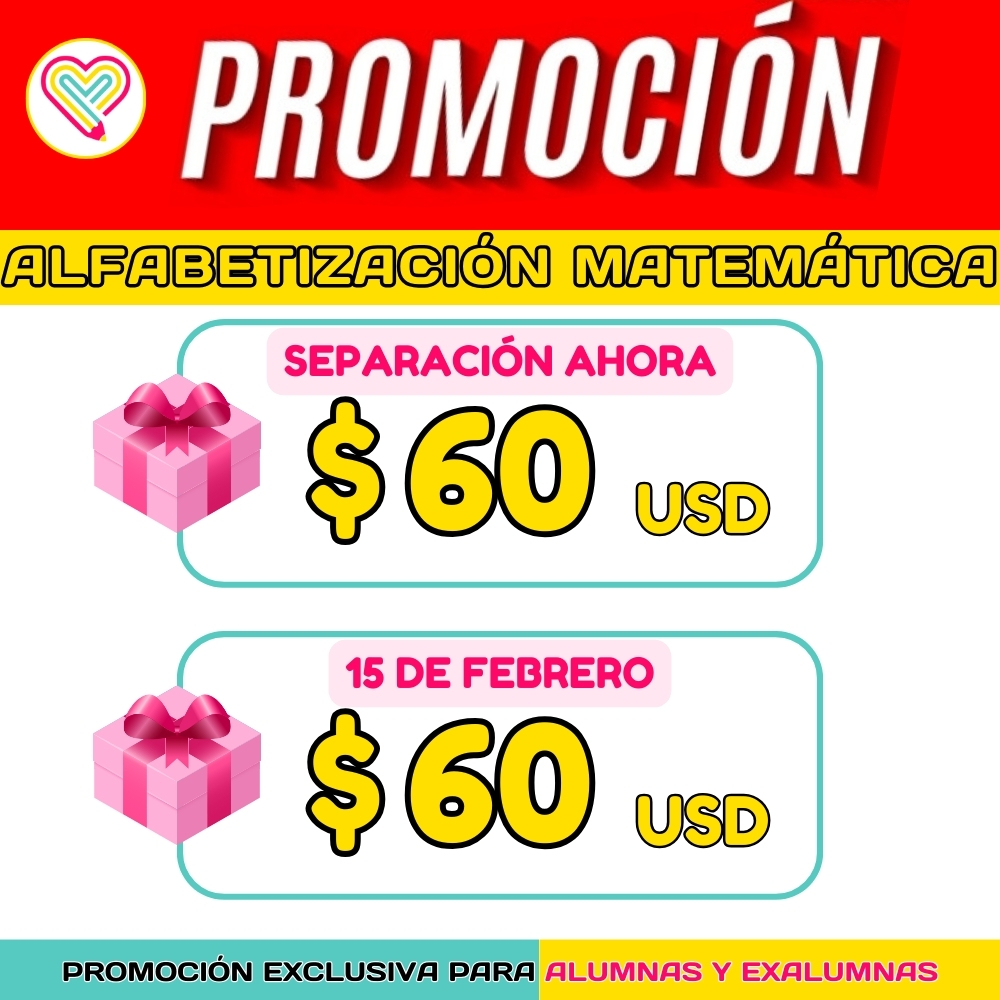 PROMOCIÓN
ALFABETIZACIÓN MATEMÁTICA
SEPARACIÓN AHORA
$ 60 USD
15 DE FEBRERO
$ 60 USD
PROMOCIÓN EXCLUSIVA PARA ALUMNAS Y EXALUMNAS